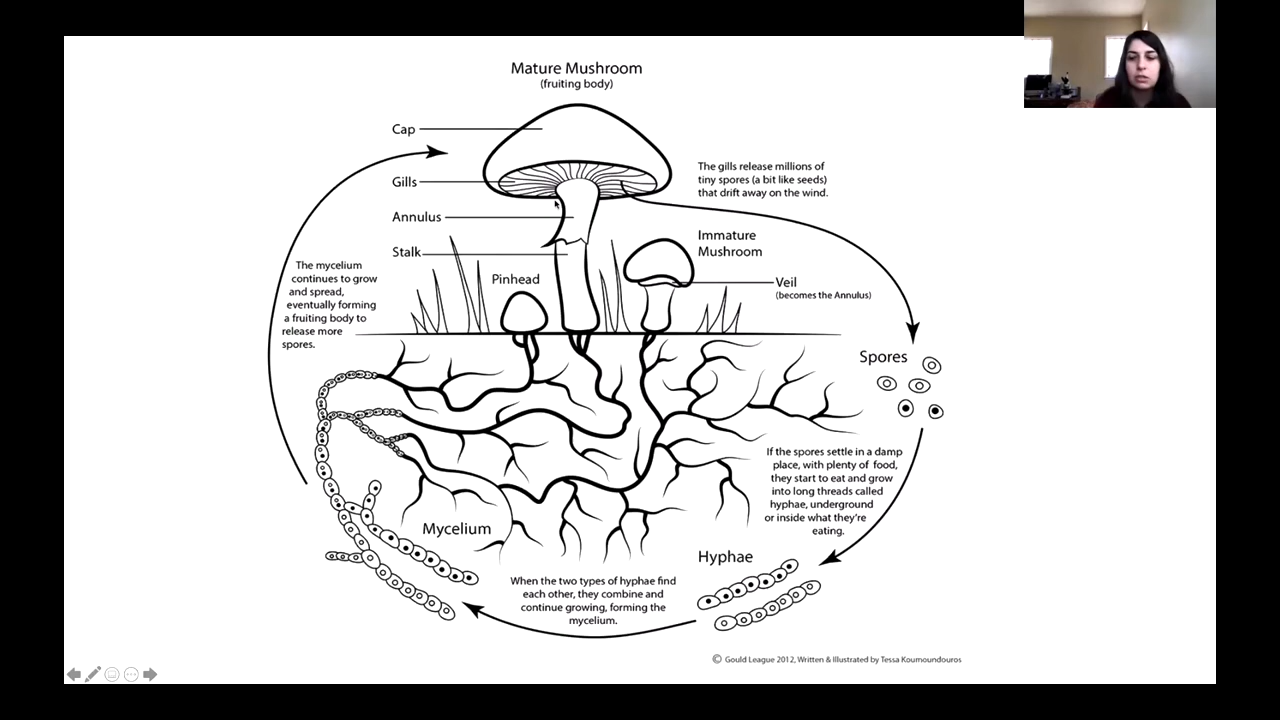 Mature Mushroom
(fruiting body)
Cap
Gills
Annulus
Stalk
The gills release millions of
tiny spores (a bit like seeds)
that drift away on the wind.
Immature
Mushroom
Pinhead
Veil
(becomes the Annulus)
The mycelium
continues to grow
and spread,
eventually forming
a fruiting body to
release more
spores.
Spores
If the spores settle in a damp
place, with plenty of food,
they start to eat and grow
into long threads called
hyphae, underground
or inside what they're
eating.
Mycelium
Hyphae
When the two types of hyphae find
each other, they combine and
continue growing, forming the
mycelium.
© Gould League 2012, Written & Illustrated by Tessa Koumoundouros